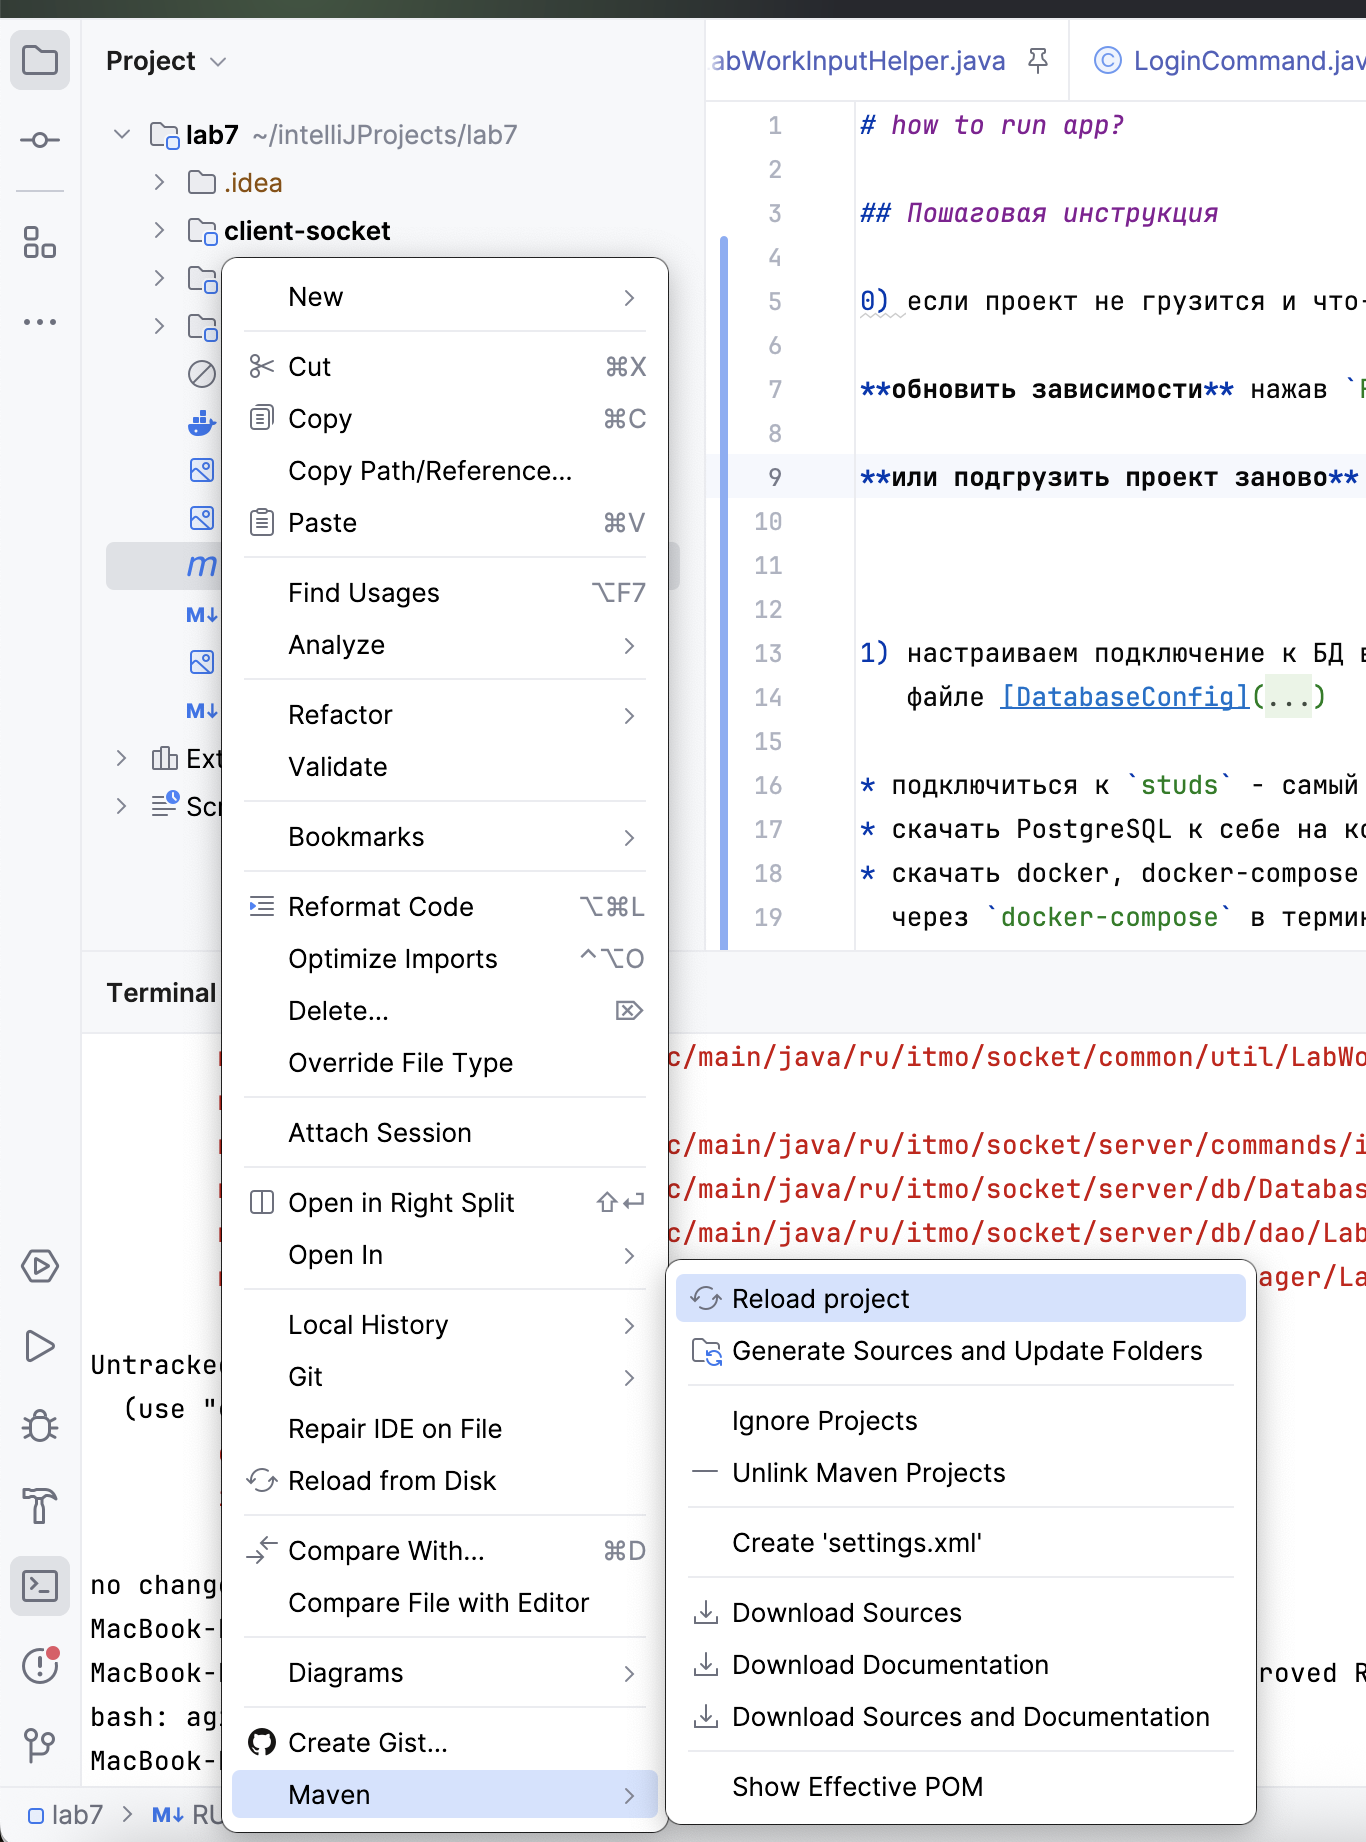 Project
abWorkInputHelper.java
LoginCommand.jav
lab7 ~/intelliJProjects/lab7
.idea
client-socket
M↓
M↓
Ext
Scr
1 # how to run app?
2
3 ## Пошаговая инструкция
4
5 0) если проект не грузится и что-
6
7 **обновить зависимости** нажав `
8
9 **или подгрузить проект заново**
10
11
12
13 1) настраиваем подключение к БД в
14 файле [DatabaseConfig](...)
15
16 * подключиться к `studs` - самый
17 * скачать PostgreSQL к себе на ко
18 * скачать docker, docker-compose
19 через `docker-compose` в термин
New
Cut ⌘X
Copy ⌘C
Copy Path/Reference...
Paste ⌘V
Find Usages ⌥F7
Analyze
Refactor
Validate
Bookmarks
Reformat Code ⌥⌘L
Optimize Imports ^⌥O
Delete... ⌦
Override File Type
Attach Session
Open in Right Split ⇧⏎
Open In
Local History
Git
Repair IDE on File
Reload from Disk
Compare With... ⌘D
Compare File with Editor
Diagrams
Create Gist...
Maven
Reload project
Generate Sources and Update Folders
Ignore Projects
Unlink Maven Projects
Create 'settings.xml'
Download Sources
Download Documentation
Download Sources and Documentation
Show Effective POM
Terminal
c/main/java/ru/itmo/socket/common/util/LabWo
c/main/java/ru/itmo/socket/server/commands/i
c/main/java/ru/itmo/socket/server/db/Databas
c/main/java/ru/itmo/socket/server/db/dao/Lab
ager/La
Untracked
(use "
no chang
MacBook-
MacBook-
roved R
bash: ag
MacBook-
lab7 > M↓ RU